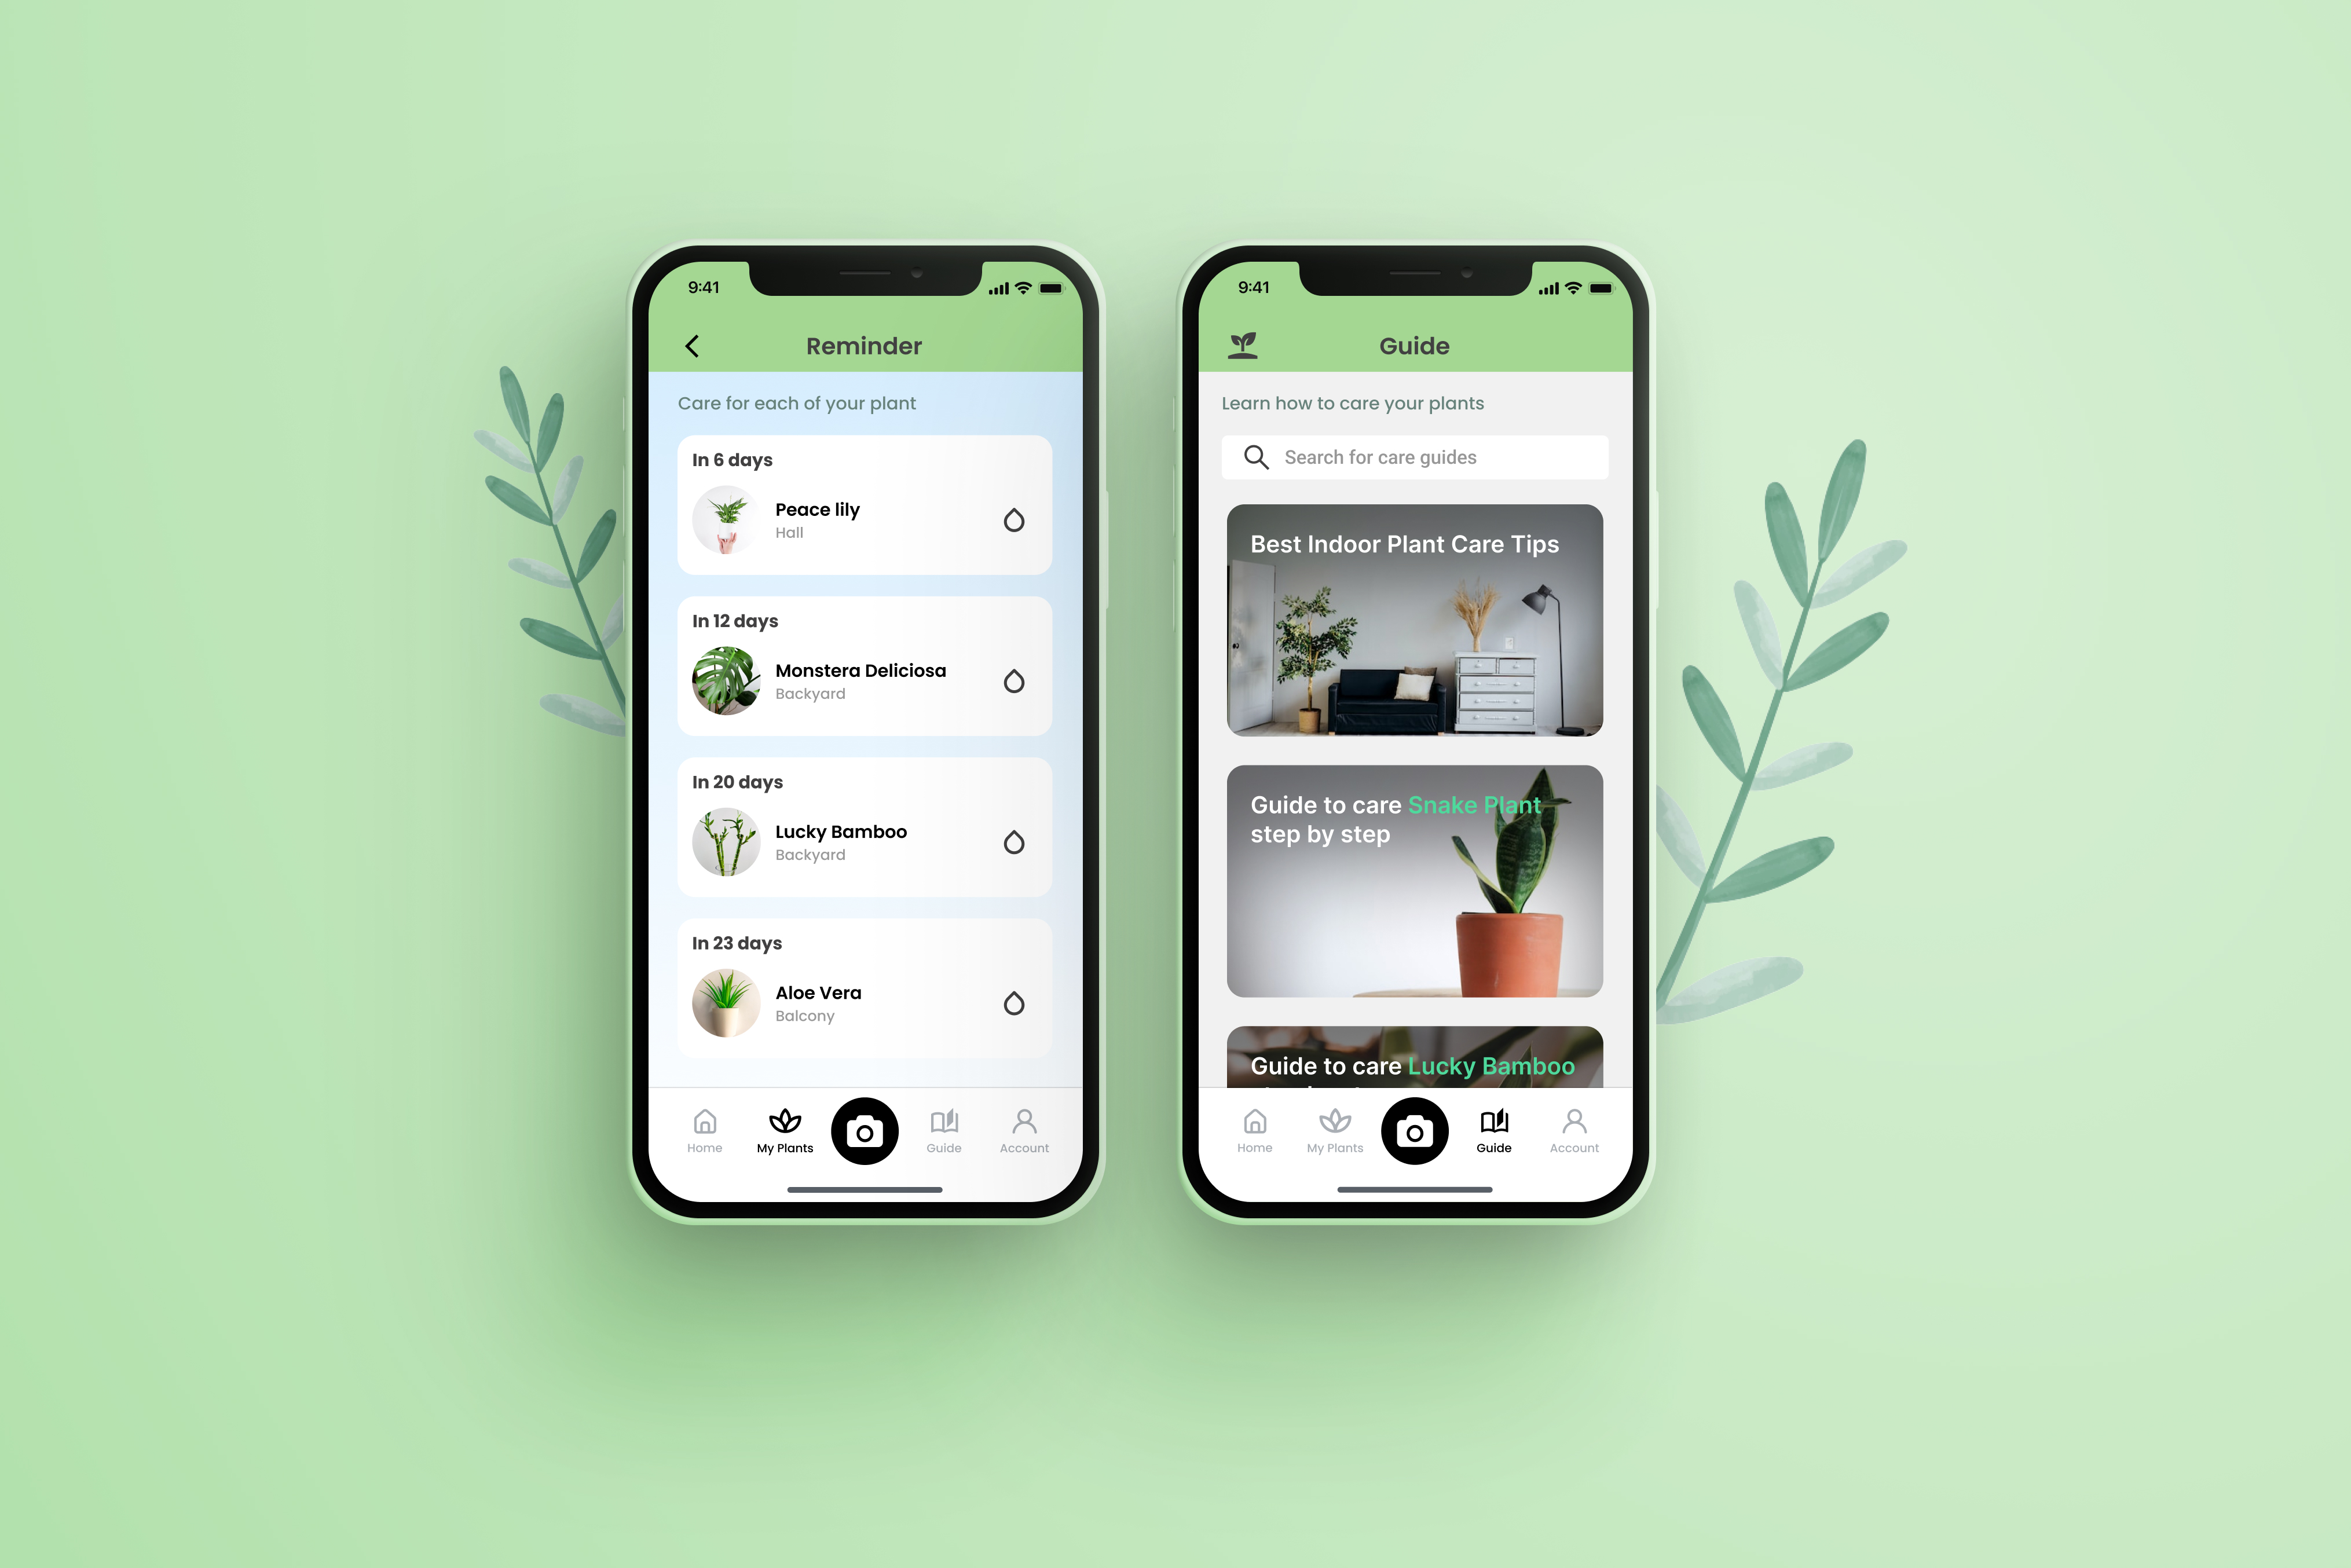 9:41
Reminder
Care for each of your plant
In 6 days
Peace lily
Hall
In 12 days
Monstera Deliciosa
Backyard
In 20 days
Lucky Bamboo
Backyard
In 23 days
Aloe Vera
Balcony
Home
My Plants
Guide
Account
9:41
Guide
Learn how to care your plants
Search for care guides
Best Indoor Plant Care Tips
Guide to care Snake Plant
step by step
Guide to care Lucky Bamboo
Home
My Plants
Guide
Account